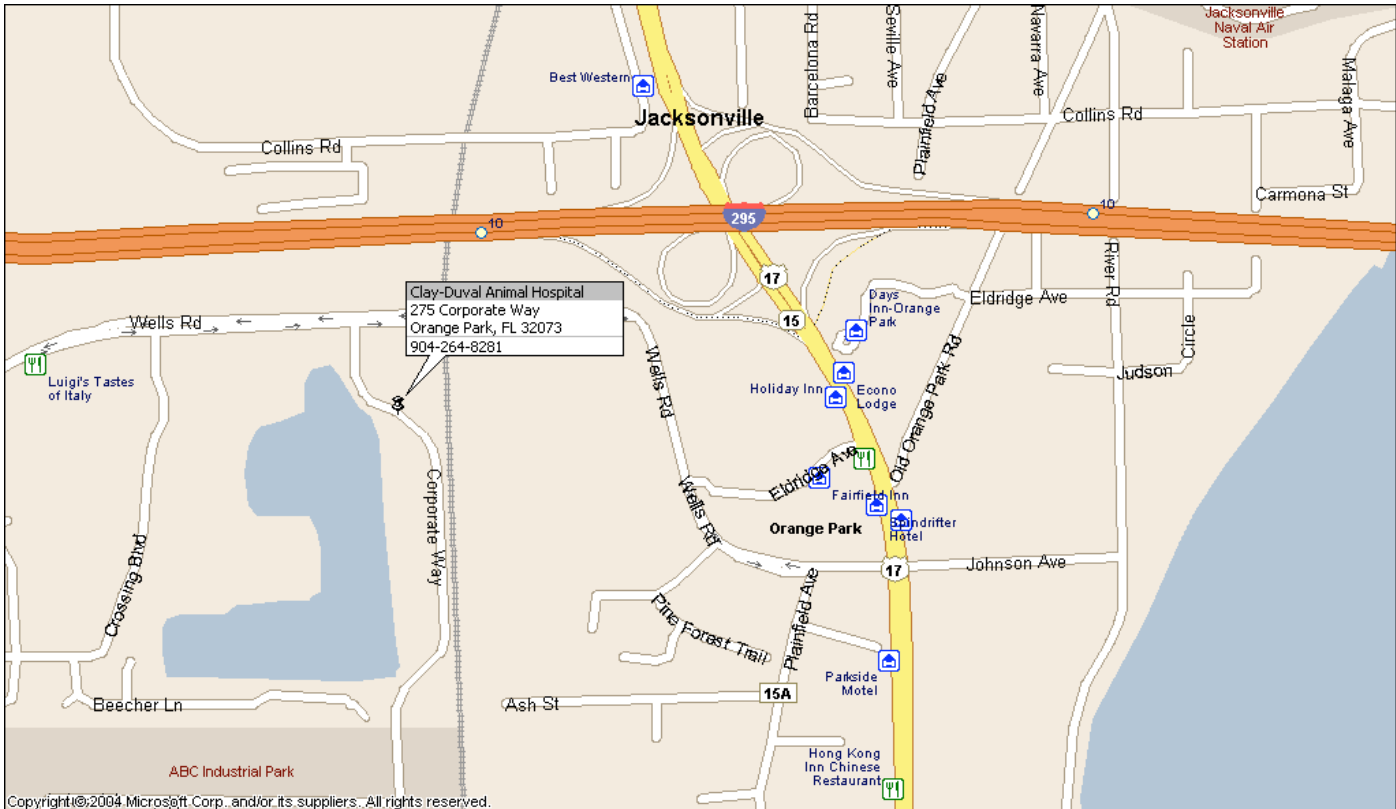 Jacksonville
Naval Air
Station
Barcelona Rd
Seville Ave
Navarra Ave
Plainfield Ave
Malaga Ave
Best Western
Jacksonville
Collins Rd
Collins Rd
Carmona St
10
295
10
River Rd
17
Clay-Duval Animal Hospital
275 Corporate Way
Orange Park, FL 32073
904-264-8281
Days
Inn-Orange
Park
Eldridge Ave
Wells Rd
15
Circle
Luigi's Tastes
of Italy
Wells Rd
Holiday Inn
Econo
Lodge
Old Orange Park Rd
Judson
Corporate Way
Eldridge Ave
Fairfield Inn
Wells Rd
Orange Park
Spindrifter
Hotel
Crossing Blvd
17
Johnson Ave
Pine Forest Trail
Plainfield Ave
Parkside
Motel
15A
Beecher Ln
Ash St
ABC Industrial Park
Hong Kong
Inn Chinese
Restaurant
Copyright © 2004 Microsoft Corp. and/or its suppliers. All rights reserved.